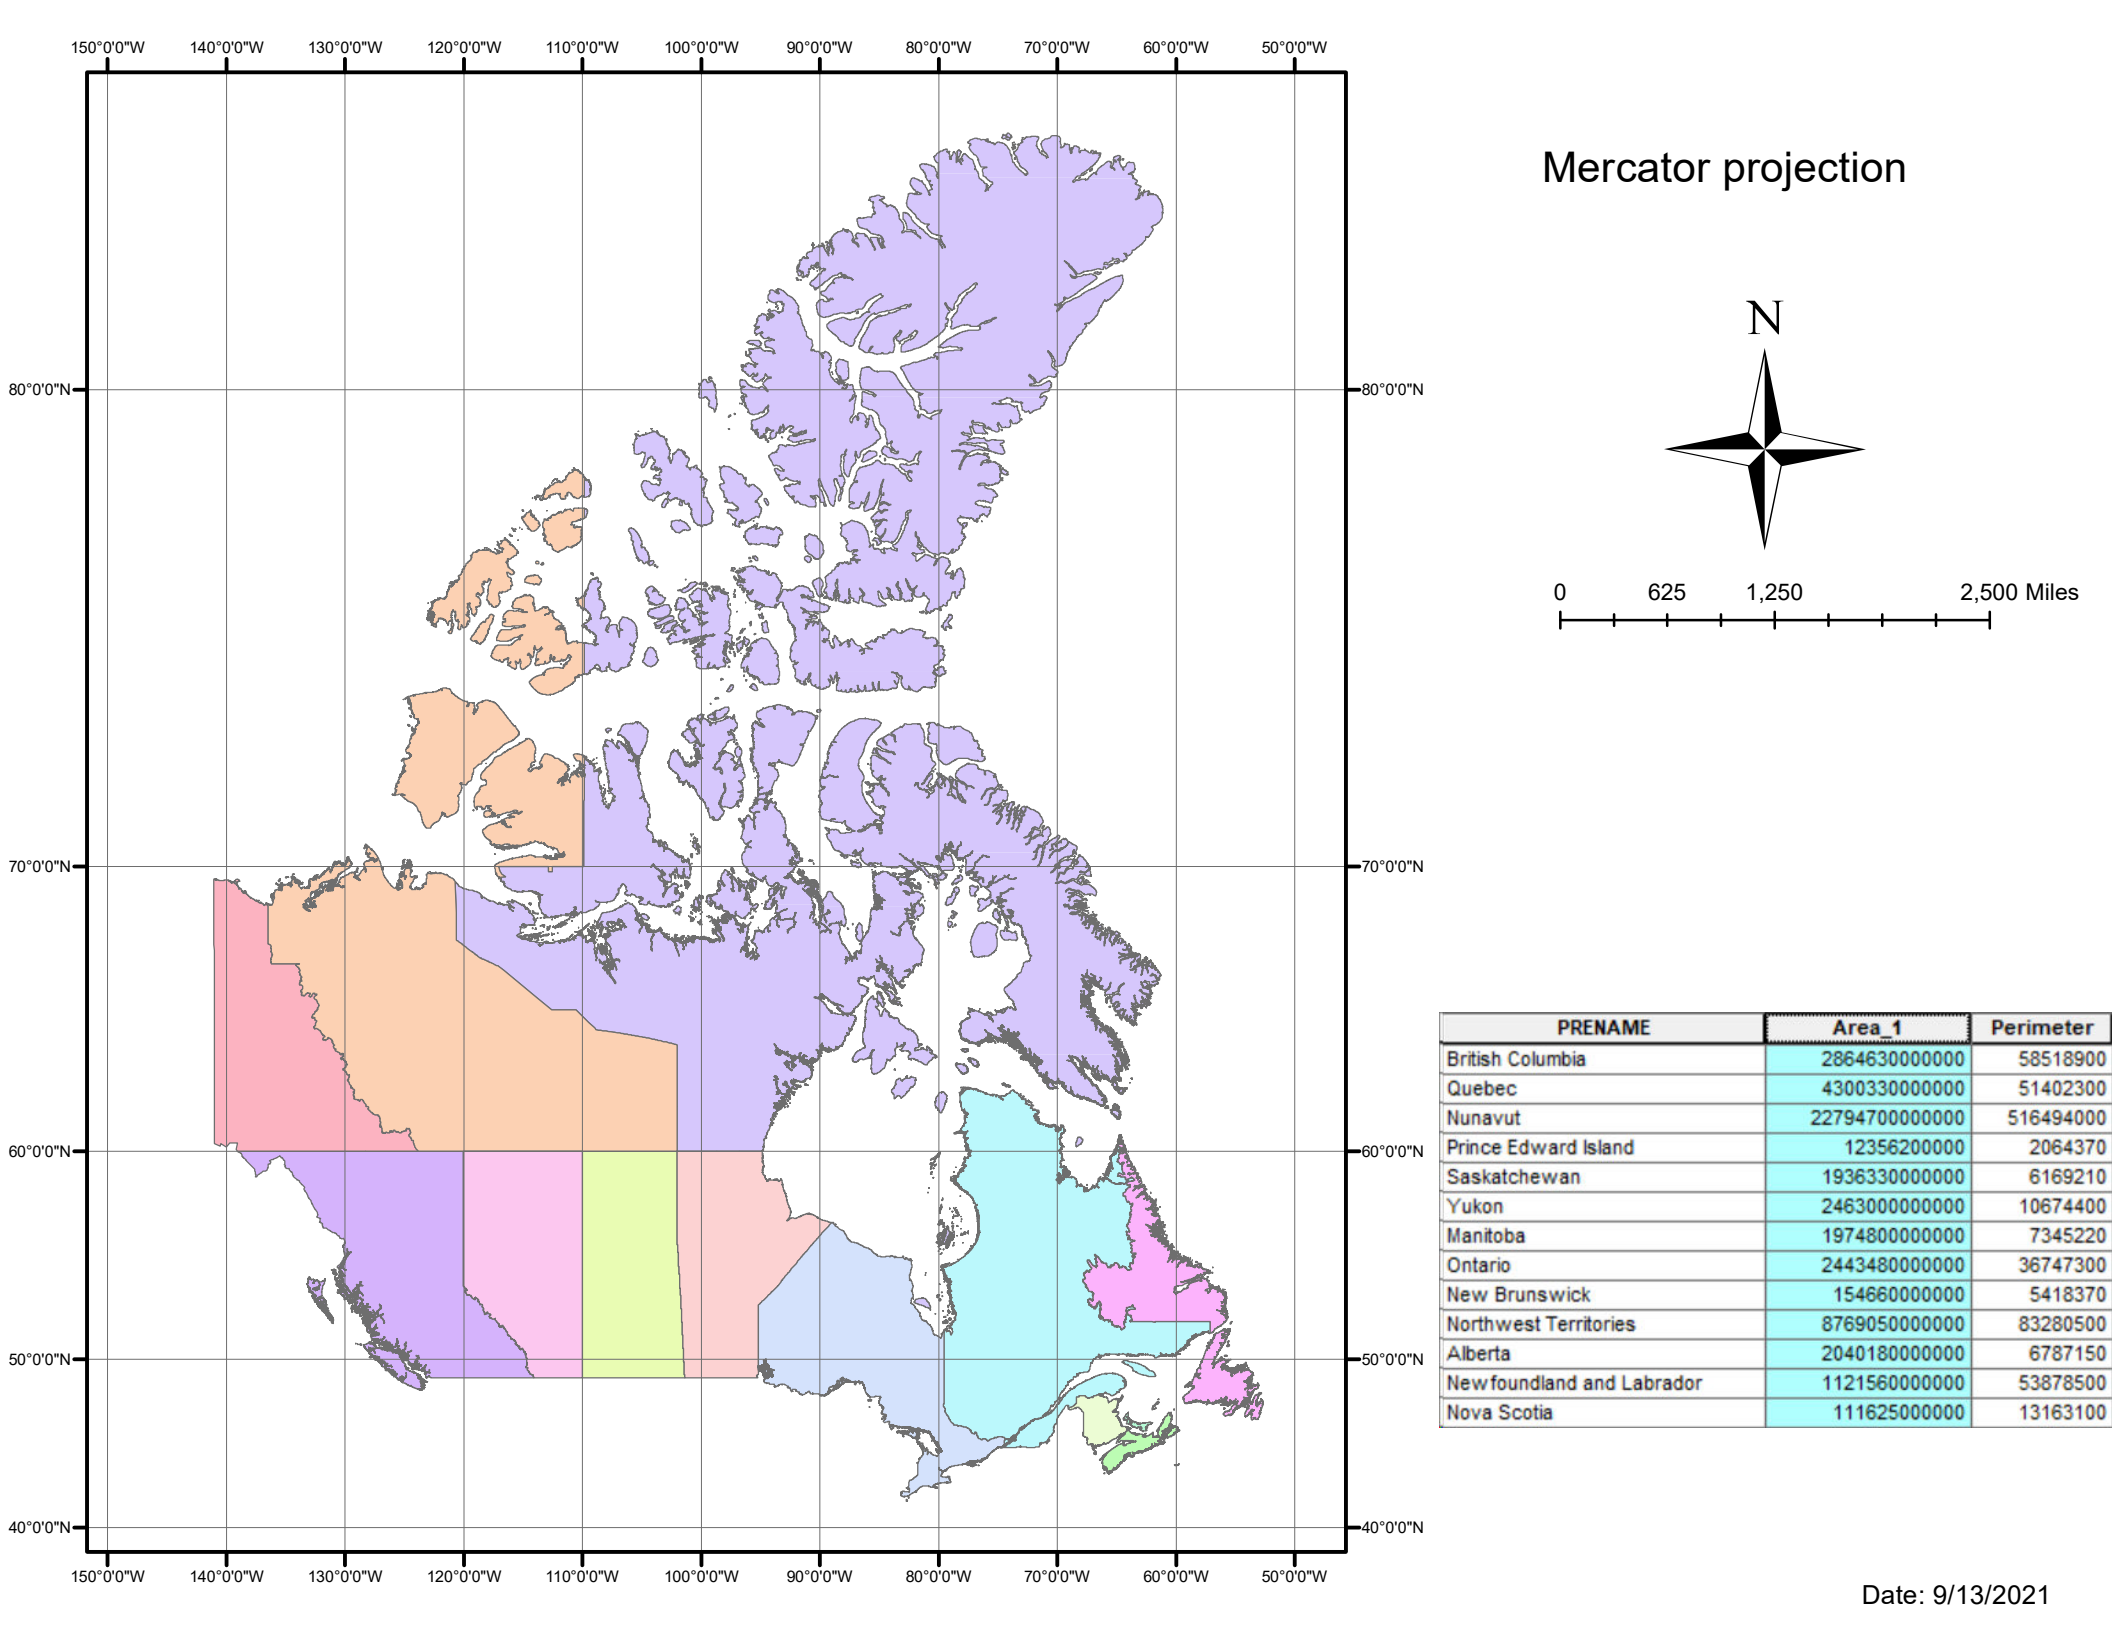 150°0'0"W 140°0'0"W 130°0'0"W 120°0'0"W 110°0'0"W 100°0'0"W 90°0'0"W 80°0'0"W 70°0'0"W 60°0'0"W 50°0'0"W
Mercator projection
N
80°0'0"N 80°0'0"N
0 625 1,250 2,500 Miles
70°0'0"N 70°0'0"N
60°0'0"N 60°0'0"N
50°0'0"N 50°0'0"N
40°0'0"N 40°0'0"N
PRENAME Area_1 Perimeter
British Columbia 2864630000000 58518900
Quebec 4300330000000 51402300
Nunavut 22794700000000 516494000
Prince Edward Island 12356200000 2064370
Saskatchewan 1936330000000 6169210
Yukon 2463000000000 10674400
Manitoba 1974800000000 7345220
Ontario 2443480000000 36747300
New Brunswick 154660000000 5418370
Northwest Territories 8769050000000 83280500
Alberta 2040180000000 6787150
Newfoundland and Labrador 1121560000000 53878500
Nova Scotia 111625000000 13163100
150°0'0"W 140°0'0"W 130°0'0"W 120°0'0"W 110°0'0"W 100°0'0"W 90°0'0"W 80°0'0"W 70°0'0"W 60°0'0"W 50°0'0"W
Date: 9/13/2021